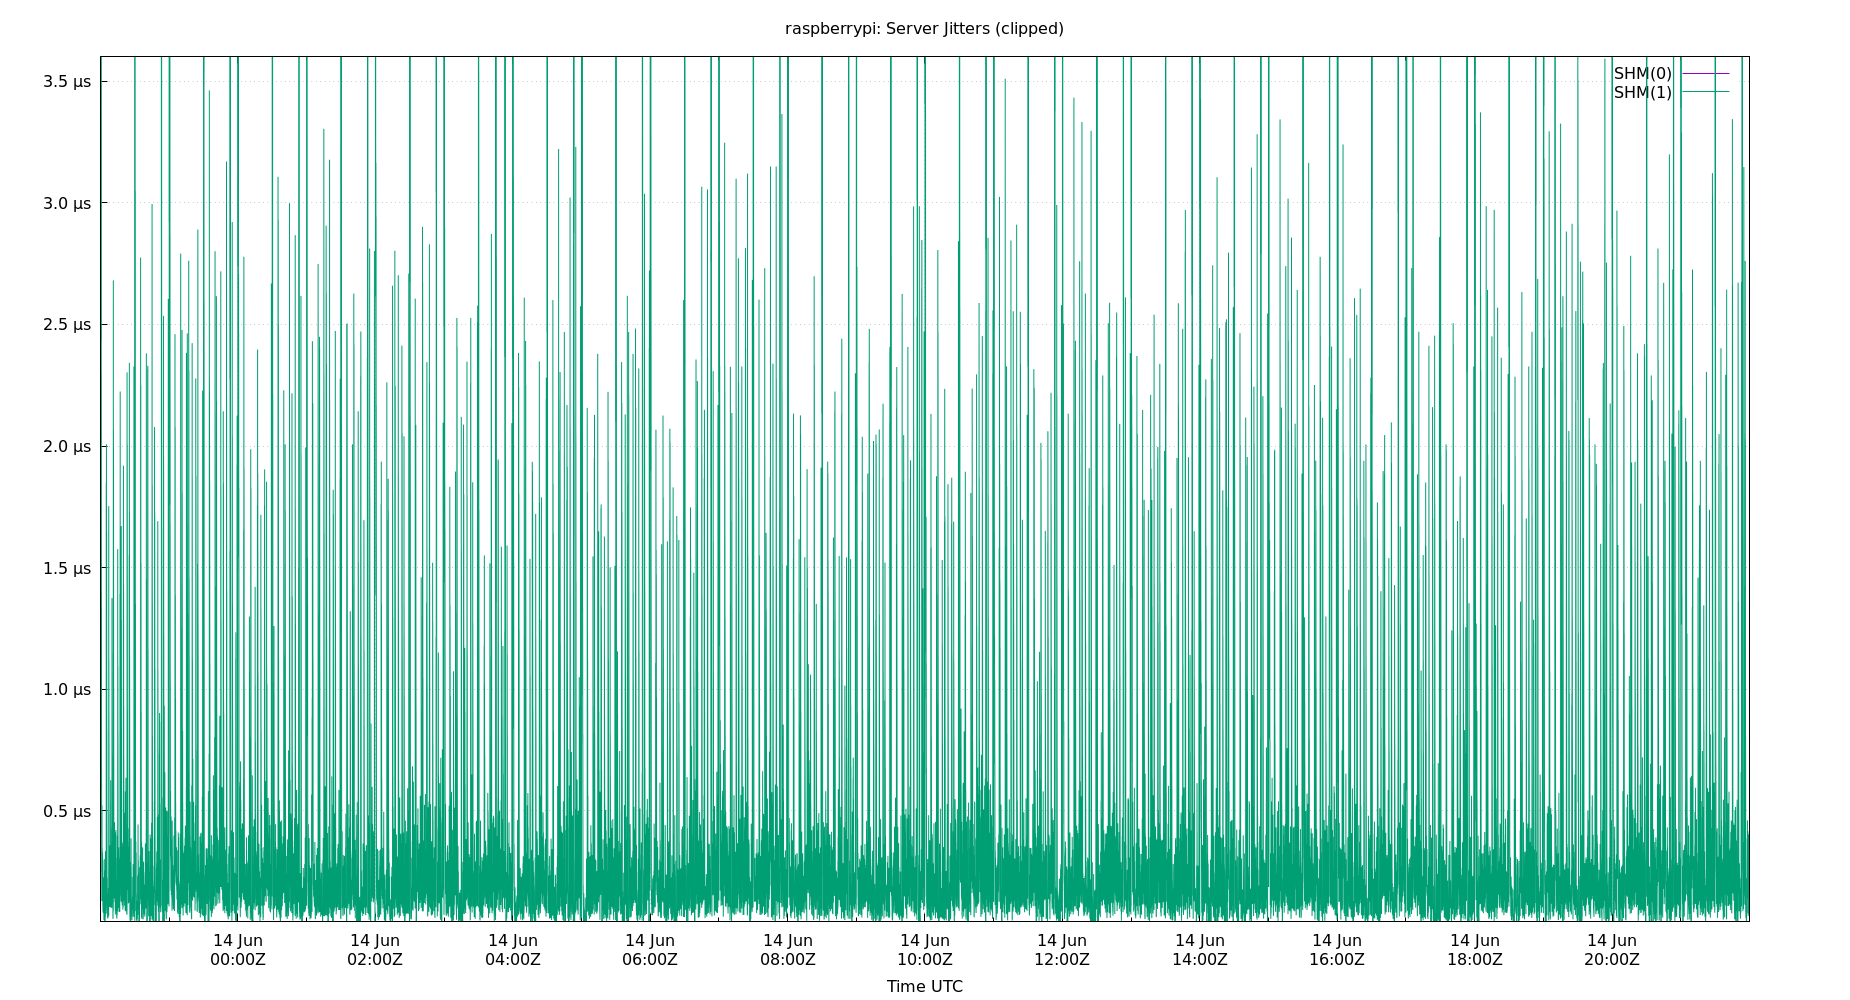 raspberrypi: Server Jitters (clipped)
3.5 µs
3.0 µs
2.5 µs
2.0 µs
1.5 µs
1.0 µs
0.5 µs
SHM(0)
SHM(1)
14 Jun 14 Jun 14 Jun 14 Jun 14 Jun 14 Jun 14 Jun 14 Jun 14 Jun 14 Jun 14 Jun
00:00Z 02:00Z 04:00Z 06:00Z 08:00Z 10:00Z 12:00Z 14:00Z 16:00Z 18:00Z 20:00Z
Time UTC